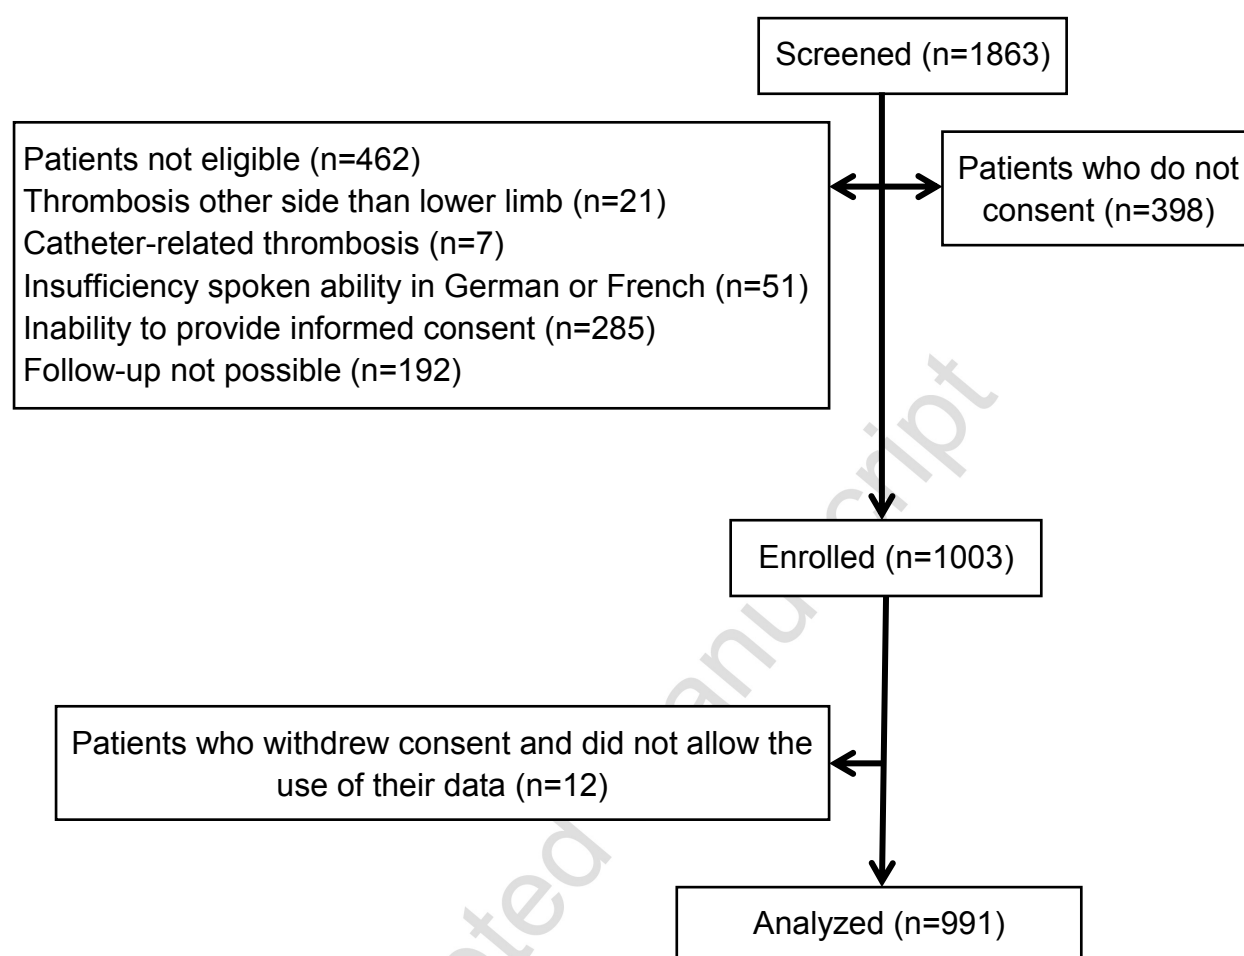 Screened (n=1863)
Patients not eligible (n=462)
Thrombosis other side than lower limb (n=21)
Catheter-related thrombosis (n=7)
Insufficiency spoken ability in German or French (n=51)
Inability to provide informed consent (n=285)
Follow-up not possible (n=192)
Patients who do not
consent (n=398)
Enrolled (n=1003)
Patients who withdrew consent and did not allow the
use of their data (n=12)
Analyzed (n=991)